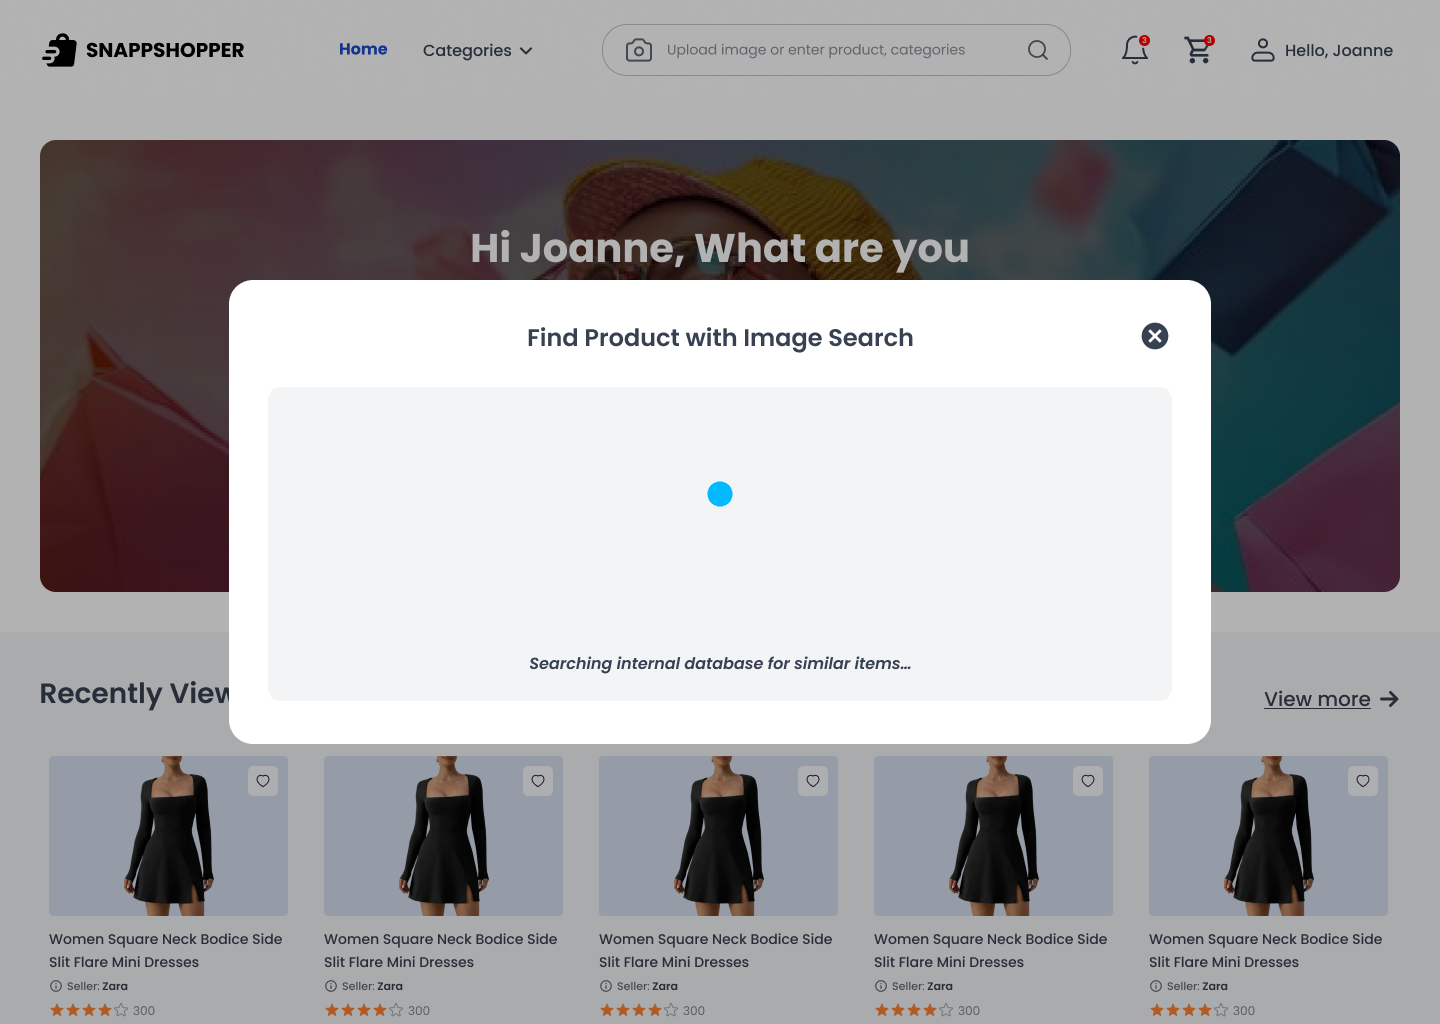 SNAPPSHOPPER
Home
Categories
Upload image or enter product, categories
3
3
Hello, Joanne
Hi Joanne, What are you
Find Product with Image Search
Searching internal database for similar items...
Recently
View more
Women Square Neck Bodice Side
Slit Flare Mini Dresses
Seller: Zara
300
Women Square Neck Bodice Side
Slit Flare Mini Dresses
Seller: Zara
300
Women Square Neck Bodice Side
Slit Flare Mini Dresses
Seller: Zara
300
Women Square Neck Bodice Side
Slit Flare Mini Dresses
Seller: Zara
300
Women Square Neck Bodice Side
Slit Flare Mini Dresses
Seller: Zara
300